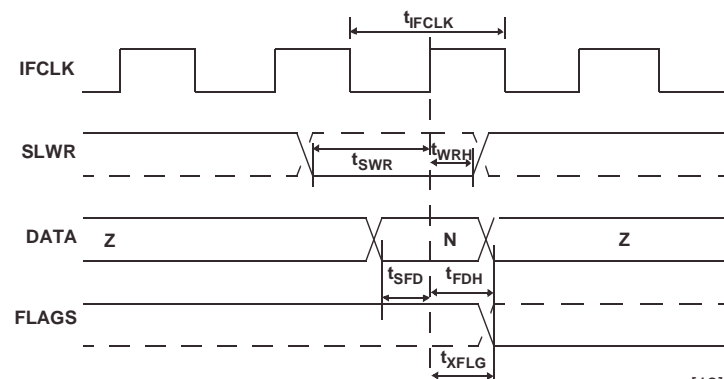 tIFCLK
IFCLK
SLWR
tSWR
tWRH
DATA
Z
N
Z
tSFD
tFDH
FLAGS
tXFLG